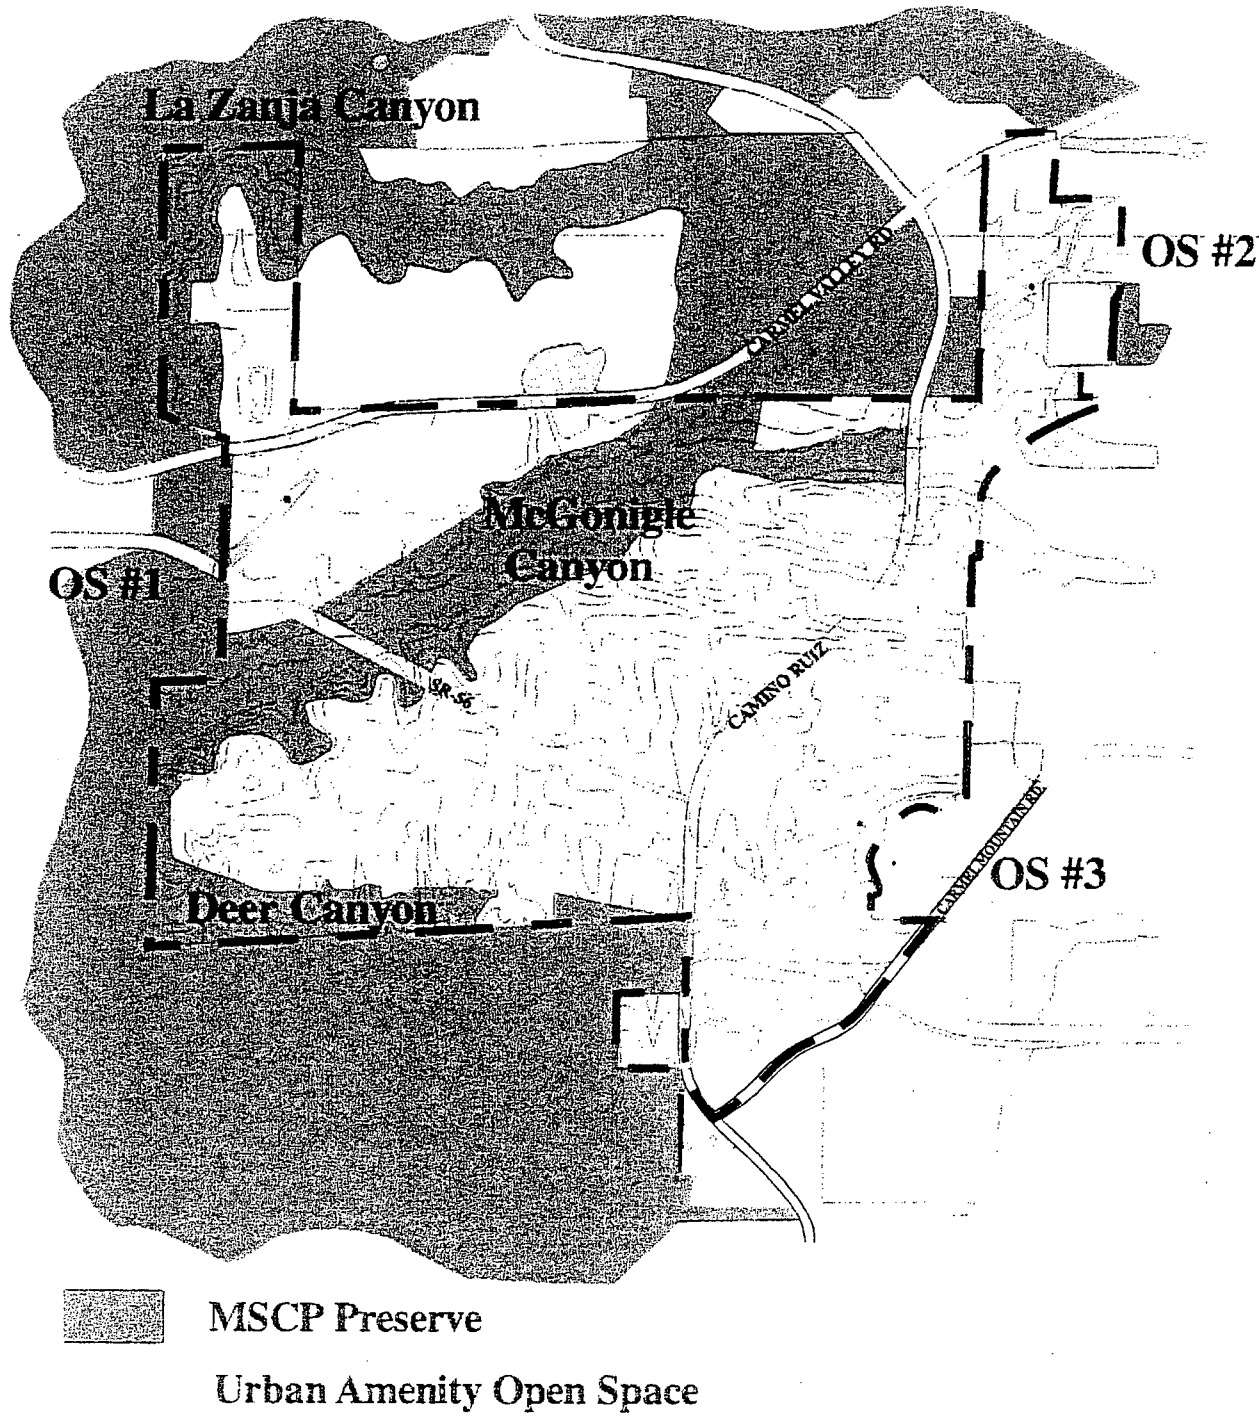 La Zanja Canyon
CARMEL VALLEY RD
OS #2
McGonigle
Canyon
OS #1
SR-56
CAMINO RUIZ
CARMEL MOUNTAIN RD
OS #3
Deer Canyon
MSCP Preserve
Urban Amenity Open Space